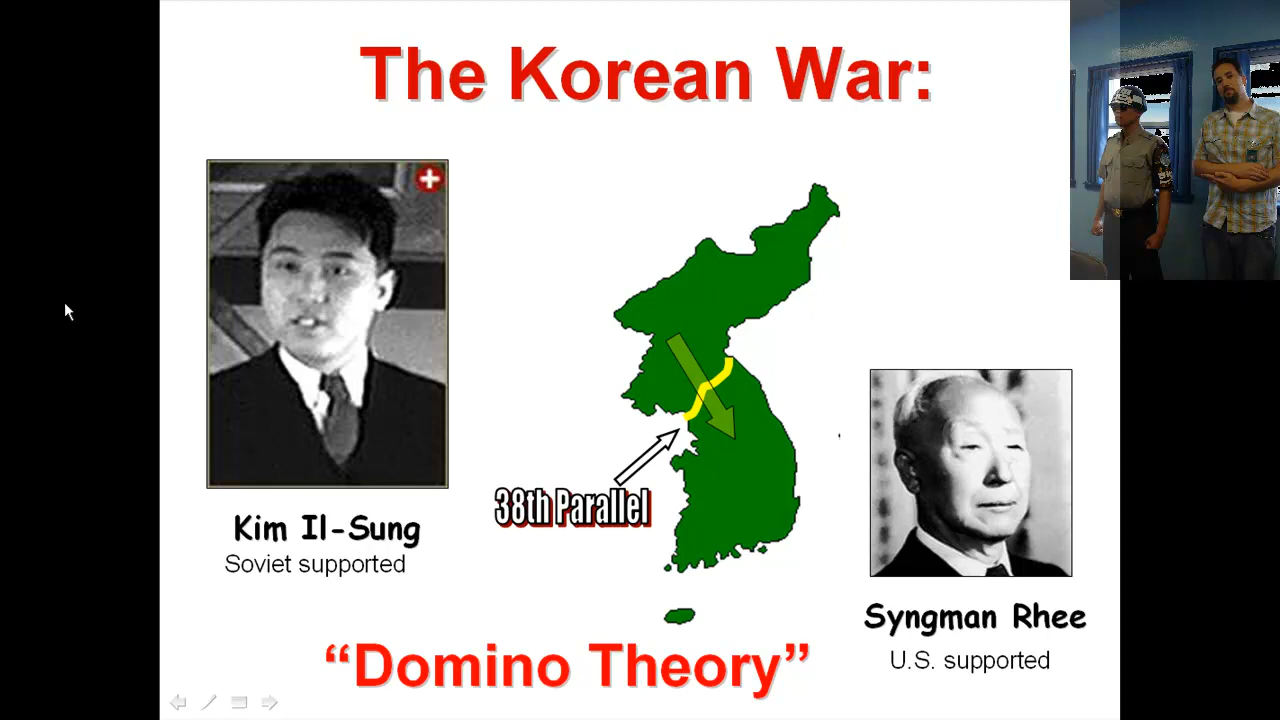 The Korean War:
38th Parallel
Kim Il-Sung
Soviet supported
Syngman Rhee
U.S. supported
“Domino Theory”